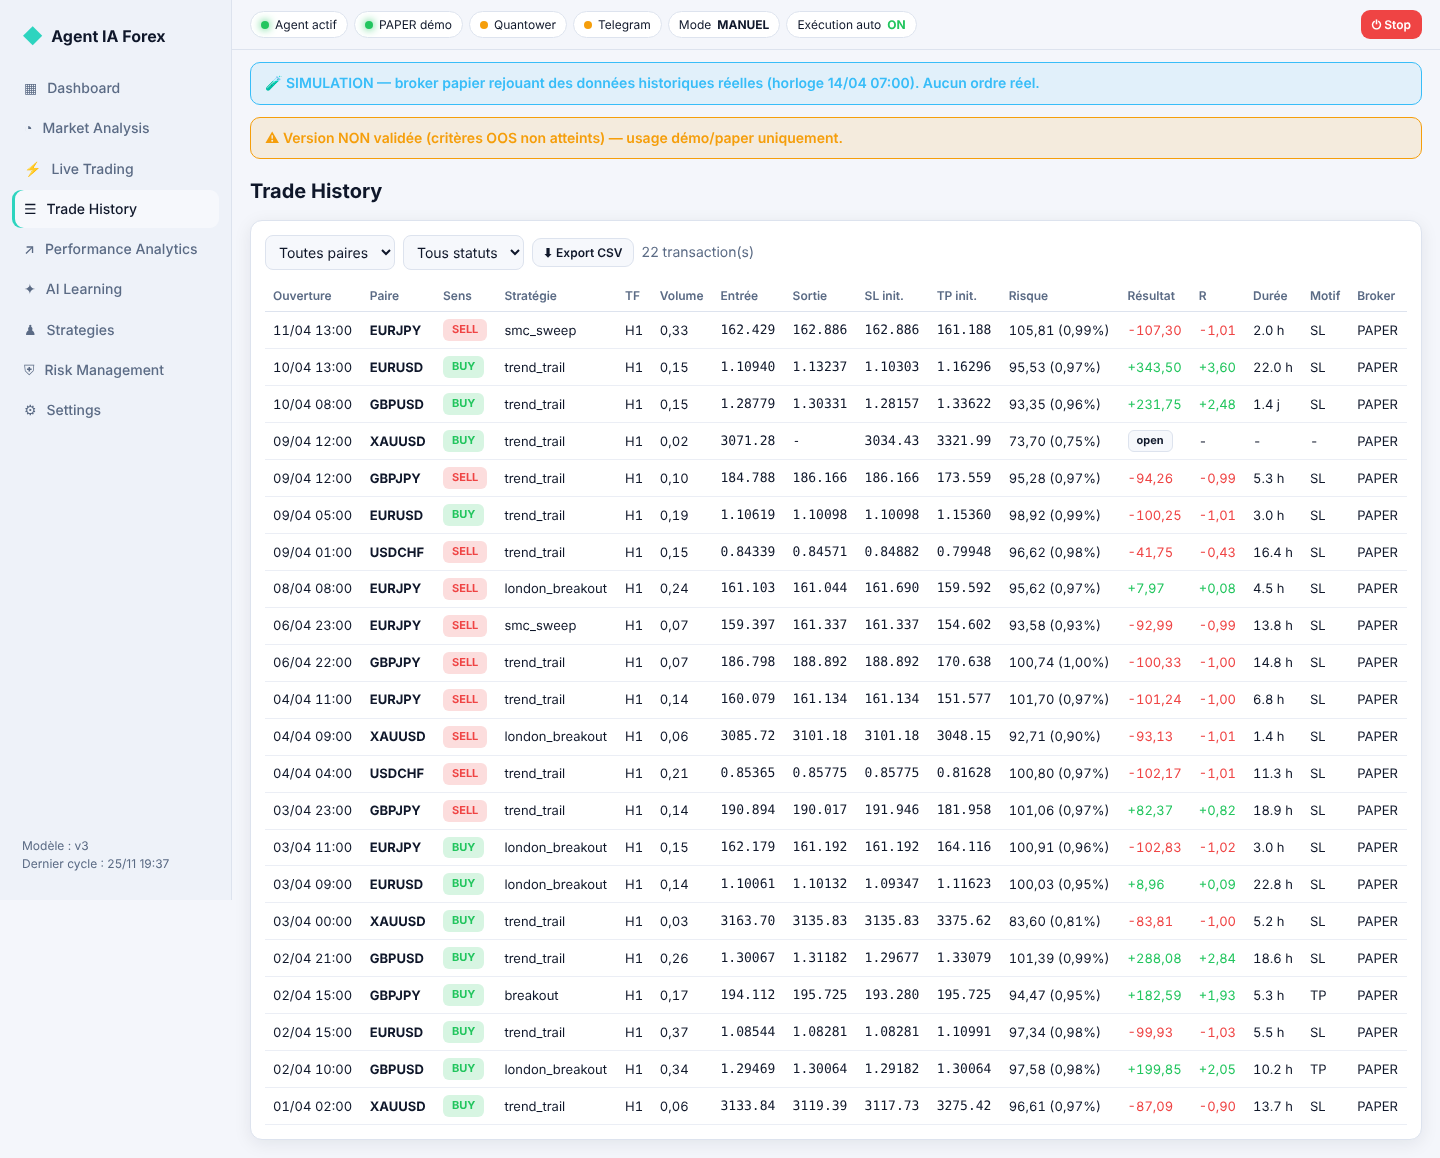 Agent IA Forex
Dashboard
Market Analysis
Live Trading
Trade History
Performance Analytics
AI Learning
Strategies
Risk Management
Settings
Modèle : v3
Dernier cycle : 25/11 19:37
Agent actif PAPER démo Quantower Telegram Mode MANUEL Exécution auto ON Stop
SIMULATION — broker papier rejouant des données historiques réelles (horloge 14/04 07:00). Aucun ordre réel.
Version NON validée (critères OOS non atteints) — usage démo/paper uniquement.
Trade History
Toutes paires Tous statuts Export CSV 22 transaction(s)
Ouverture Paire Sens Stratégie TF Volume Entrée Sortie SL init. TP init. Risque Résultat R Durée Motif Broker
11/04 13:00 EURJPY SELL smc_sweep H1 0,33 162.429 162.886 162.886 161.188 105,81 (0,99%) -107,30 -1,01 2.0 h SL PAPER
10/04 13:00 EURUSD BUY trend_trail H1 0,15 1.10940 1.13237 1.10303 1.16296 95,53 (0,97%) +343,50 +3,60 22.0 h SL PAPER
10/04 08:00 GBPUSD BUY trend_trail H1 0,15 1.28779 1.30331 1.28157 1.33622 93,35 (0,96%) +231,75 +2,48 1.4 j SL PAPER
09/04 12:00 XAUUSD BUY trend_trail H1 0,02 3071.28 - 3034.43 3321.99 73,70 (0,75%) open - - - PAPER
09/04 12:00 GBPJPY SELL trend_trail H1 0,10 184.788 186.166 186.166 173.559 95,28 (0,97%) -94,26 -0,99 5.3 h SL PAPER
09/04 05:00 EURUSD BUY trend_trail H1 0,19 1.10619 1.10098 1.10098 1.15360 98,92 (0,99%) -100,25 -1,01 3.0 h SL PAPER
09/04 01:00 USDCHF SELL trend_trail H1 0,15 0.84339 0.84571 0.84882 0.79948 96,62 (0,98%) -41,75 -0,43 16.4 h SL PAPER
08/04 08:00 EURJPY SELL london_breakout H1 0,24 161.103 161.044 161.690 159.592 95,62 (0,97%) +7,97 +0,08 4.5 h SL PAPER
06/04 23:00 EURJPY SELL smc_sweep H1 0,07 159.397 161.337 161.337 154.602 93,58 (0,93%) -92,99 -0,99 13.8 h SL PAPER
06/04 22:00 GBPJPY SELL trend_trail H1 0,07 186.798 188.892 188.892 170.638 100,74 (1,00%) -100,33 -1,00 14.8 h SL PAPER
04/04 11:00 EURJPY SELL trend_trail H1 0,14 160.079 161.134 161.134 151.577 101,70 (0,97%) -101,24 -1,00 6.8 h SL PAPER
04/04 09:00 XAUUSD SELL london_breakout H1 0,06 3085.72 3101.18 3101.18 3048.15 92,71 (0,90%) -93,13 -1,01 1.4 h SL PAPER
04/04 04:00 USDCHF SELL trend_trail H1 0,21 0.85365 0.85775 0.85775 0.81628 100,80 (0,97%) -102,17 -1,01 11.3 h SL PAPER
03/04 23:00 GBPJPY SELL trend_trail H1 0,14 190.894 190.017 191.946 181.958 101,06 (0,97%) +82,37 +0,82 18.9 h SL PAPER
03/04 11:00 EURJPY BUY london_breakout H1 0,15 162.179 161.192 161.192 164.116 100,91 (0,96%) -102,83 -1,02 3.0 h SL PAPER
03/04 09:00 EURUSD BUY london_breakout H1 0,14 1.10061 1.10132 1.09347 1.11623 100,03 (0,95%) +8,96 +0,09 22.8 h SL PAPER
03/04 00:00 XAUUSD BUY trend_trail H1 0,03 3163.70 3135.83 3135.83 3375.62 83,60 (0,81%) -83,81 -1,00 5.2 h SL PAPER
02/04 21:00 GBPUSD BUY trend_trail H1 0,26 1.30067 1.31182 1.29677 1.33079 101,39 (0,99%) +288,08 +2,84 18.6 h SL PAPER
02/04 15:00 GBPJPY BUY breakout H1 0,17 194.112 195.725 193.280 195.725 94,47 (0,95%) +182,59 +1,93 5.3 h TP PAPER
02/04 15:00 EURUSD BUY trend_trail H1 0,37 1.08544 1.08281 1.08281 1.10991 97,34 (0,98%) -99,93 -1,03 5.5 h SL PAPER
02/04 10:00 GBPUSD BUY london_breakout H1 0,34 1.29469 1.30064 1.29182 1.30064 97,58 (0,98%) +199,85 +2,05 10.2 h TP PAPER
01/04 02:00 XAUUSD BUY trend_trail H1 0,06 3133.84 3119.39 3117.73 3275.42 96,61 (0,97%) -87,09 -0,90 13.7 h SL PAPER